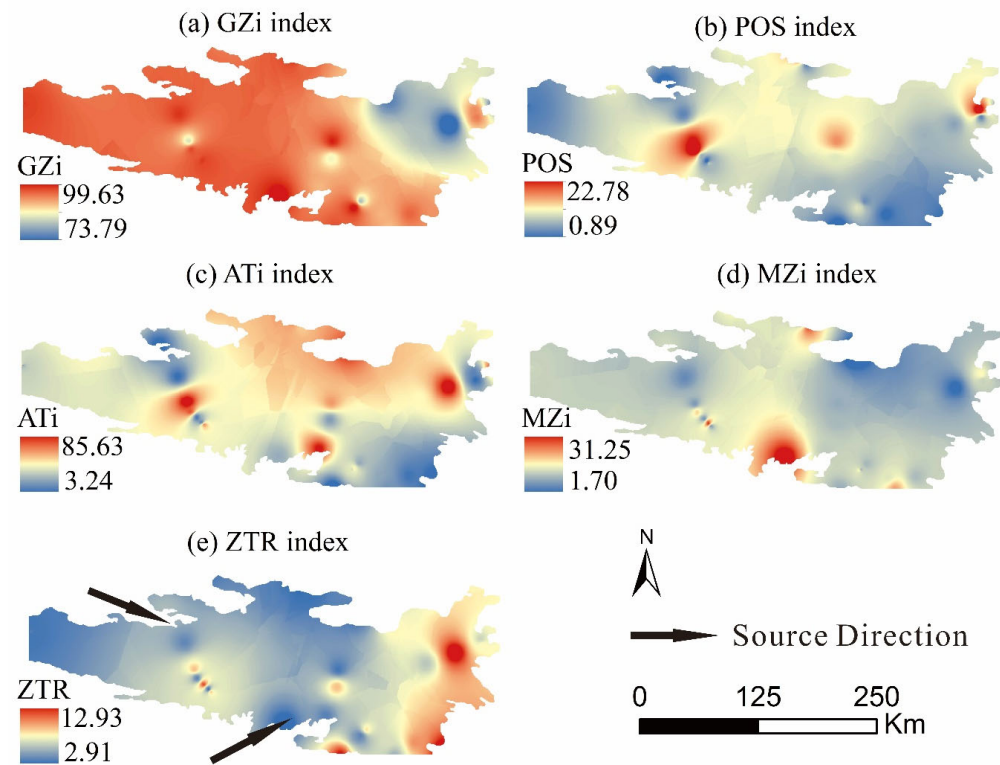 (a) GZi index
(b) POS index
GZi
99.63
73.79
POS
22.78
0.89
(c) ATi index
(d) MZi index
ATi
85.63
3.24
MZi
31.25
1.70
(e) ZTR index
N
Source Direction
ZTR
12.93
2.91
0 125 250
Km